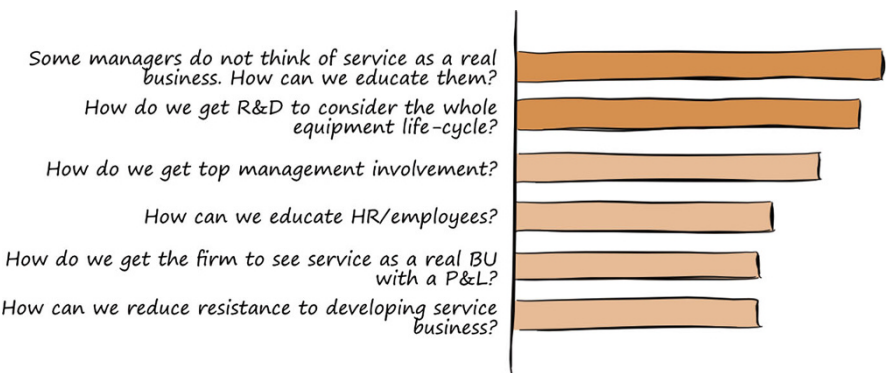 Some managers do not think of service as a real
business. How can we educate them?
How do we get R&D to consider the whole
equipment life-cycle?
How do we get top management involvement?
How can we educate HR/employees?
How do we get the firm to see service as a real BU
with a P&L?
How can we reduce resistance to developing service
business?